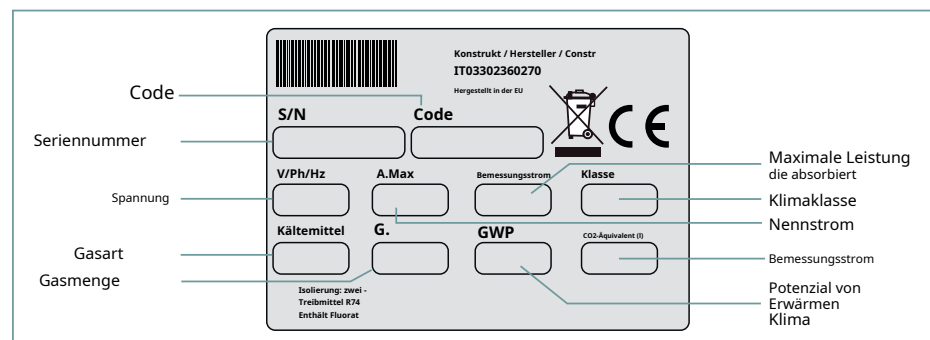 Konstrukt / Hersteller / Constr
IT03302360270
Hergestellt in der EU
Code
S/N
Code
Seriennummer
CE
Maximale Leistung
die absorbiert
V/Ph/Hz
A.Max
Bemessungsstrom
Klasse
Spannung
Klimaklasse
Nennstrom
Kältemittel
G.
GWP
CO2-Äquivalent (l)
Gasart
Bemessungsstrom
Gasmenge
Isolierung: zwei -
Treibmittel R74
Enthält Fluorat
Potenzial von
Erwärmen
Klima